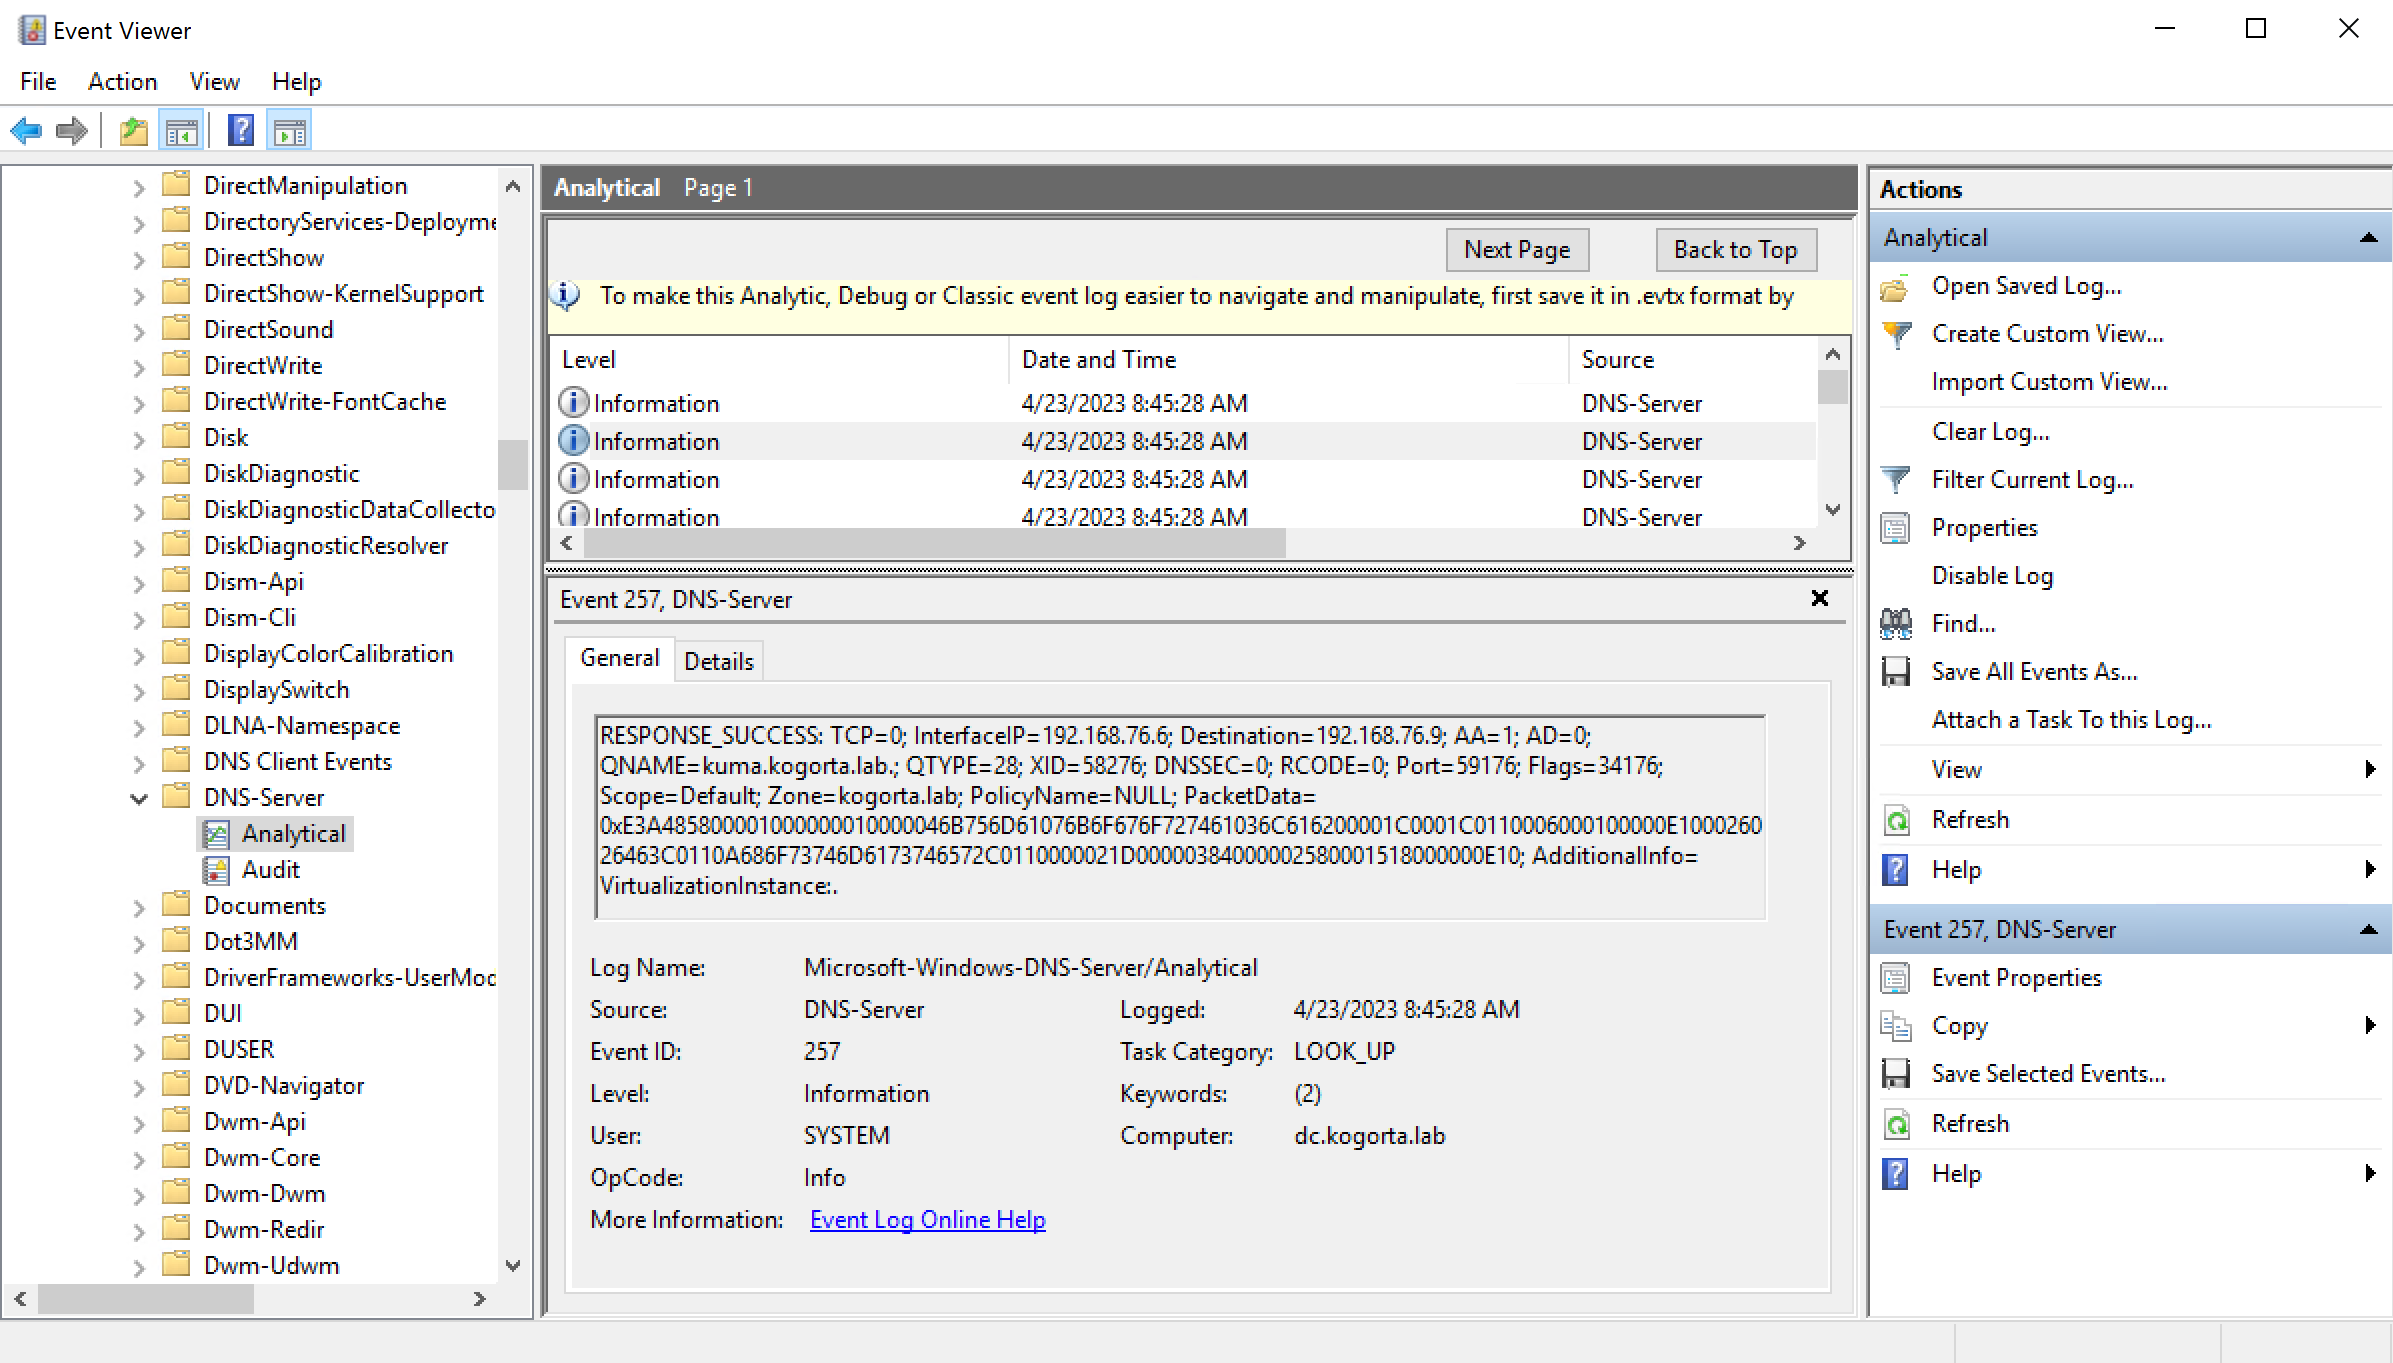 Event Viewer
File Action View Help
DirectManipulation
DirectoryServices-Deployme
DirectShow
DirectShow-KernelSupport
DirectSound
DirectWrite
DirectWrite-FontCache
Disk
DiskDiagnostic
DiskDiagnosticDataCollecto
DiskDiagnosticResolver
Dism-Api
Dism-Cli
DisplayColorCalibration
DisplaySwitch
DLNA-Namespace
DNS Client Events
DNS-Server
Analytical
Audit
Documents
Dot3MM
DriverFrameworks-UserMod
DUI
DUSER
DVD-Navigator
Dwm-Api
Dwm-Core
Dwm-Dwm
Dwm-Redir
Dwm-Udwm
Analytical Page 1
Next Page Back to Top
To make this Analytic, Debug or Classic event log easier to navigate and manipulate, first save it in .evtx format by
Level Date and Time Source
Information 4/23/2023 8:45:28 AM DNS-Server
Information 4/23/2023 8:45:28 AM DNS-Server
Information 4/23/2023 8:45:28 AM DNS-Server
Information 4/23/2023 8:45:28 AM DNS-Server
Event 257, DNS-Server
General Details
RESPONSE_SUCCESS: TCP=0; InterfaceIP=192.168.76.6; Destination=192.168.76.9; AA=1; AD=0;
QNAME=kuma.kogorta.lab.; QTYPE=28; XID=58276; DNSSEC=0; RCODE=0; Port=59176; Flags=34176;
Scope=Default; Zone=kogorta.lab; PolicyName=NULL; PacketData=
0xE3A485800001000000010000046B756D61076B6F676F727461036C616200001C0001C0110006000100000E1000260
26463C0110A686F73746D6173746572C0110000021D000003840000025800015180​00000E10; AdditionalInfo=
VirtualizationInstance:.
Log Name: Microsoft-Windows-DNS-Server/Analytical
Source: DNS-Server Logged: 4/23/2023 8:45:28 AM
Event ID: 257 Task Category: LOOK_UP
Level: Information Keywords: (2)
User: SYSTEM Computer: dc.kogorta.lab
OpCode: Info
More Information: Event Log Online Help
Actions
Analytical
Open Saved Log...
Create Custom View...
Import Custom View...
Clear Log...
Filter Current Log...
Properties
Disable Log
Find...
Save All Events As...
Attach a Task To this Log...
View
Refresh
Help
Event 257, DNS-Server
Event Properties
Copy
Save Selected Events...
Refresh
Help